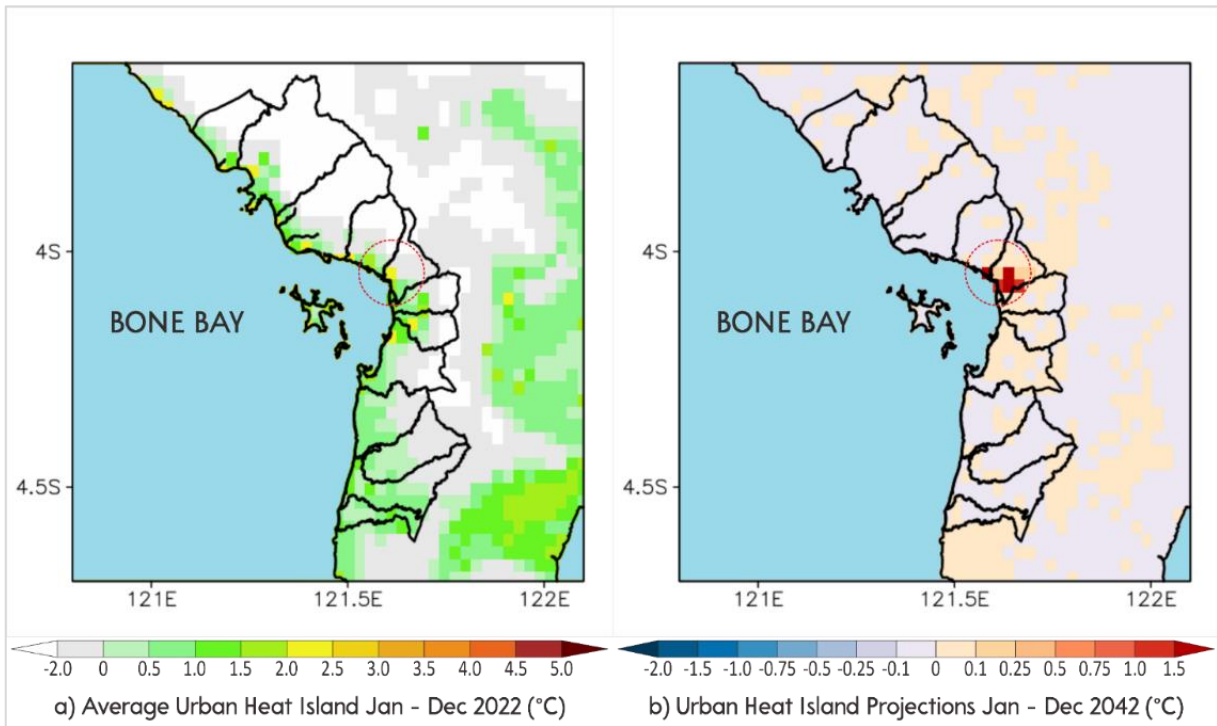 BONE BAY
4S
4.5S
121E 121.5E 122E
-2.0 0 0.5 1.0 1.5 2.0 2.5 3.0 3.5 4.0 4.5 5.0
a) Average Urban Heat Island Jan - Dec 2022 (°C)
BONE BAY
4S
4.5S
121E 121.5E 122E
-2.0 -1.5 -1.0 -0.75 -0.5 -0.25 -0.1 0 0.1 0.25 0.5 0.75 1.0 1.5
b) Urban Heat Island Projections Jan - Dec 2042 (°C)